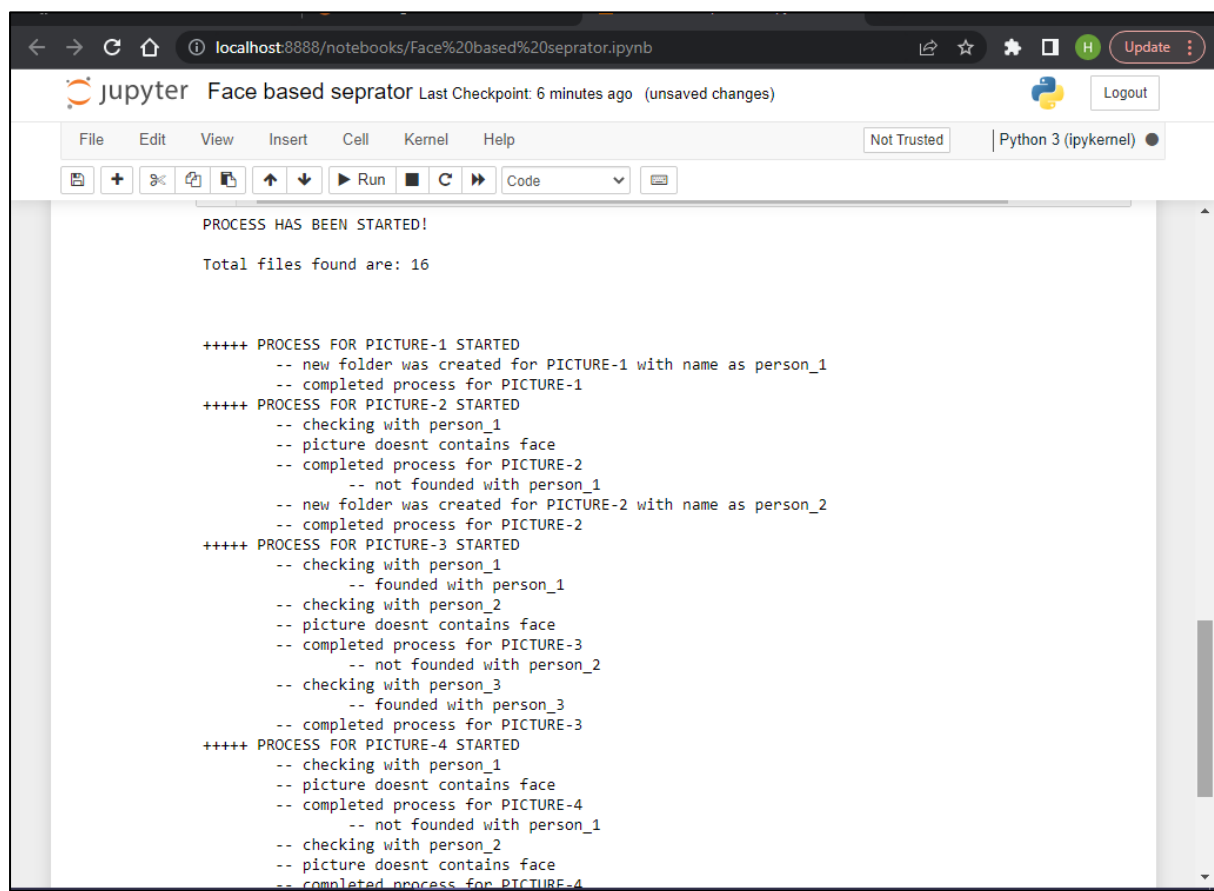 localhost:8888/notebooks/Face%20based%20seprator.ipynb H Update
jupyter Face based seprator Last Checkpoint: 6 minutes ago (unsaved changes) Logout
File Edit View Insert Cell Kernel Help Not Trusted Python 3 (ipykernel)
Run Code
PROCESS HAS BEEN STARTED!
Total files found are: 16
+++++ PROCESS FOR PICTURE-1 STARTED
-- new folder was created for PICTURE-1 with name as person_1
-- completed process for PICTURE-1
+++++ PROCESS FOR PICTURE-2 STARTED
-- checking with person_1
-- picture doesnt contains face
-- completed process for PICTURE-2
-- not founded with person_1
-- new folder was created for PICTURE-2 with name as person_2
-- completed process for PICTURE-2
+++++ PROCESS FOR PICTURE-3 STARTED
-- checking with person_1
-- founded with person_1
-- checking with person_2
-- picture doesnt contains face
-- completed process for PICTURE-3
-- not founded with person_2
-- checking with person_3
-- founded with person_3
-- completed process for PICTURE-3
+++++ PROCESS FOR PICTURE-4 STARTED
-- checking with person_1
-- picture doesnt contains face
-- completed process for PICTURE-4
-- not founded with person_1
-- checking with person_2
-- picture doesnt contains face
-- completed process for PICTURE-4